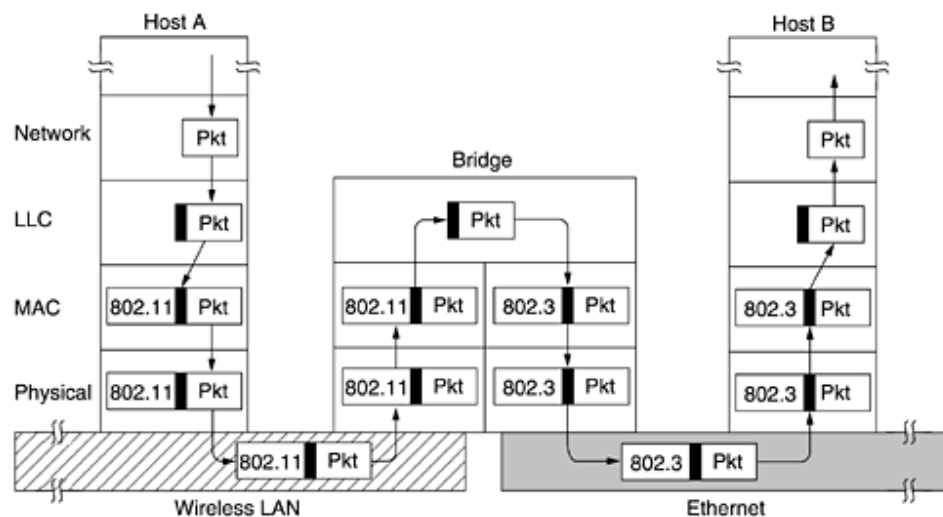 Host A
Host B
Network
Pkt
Pkt
Bridge
LLC
Pkt
Pkt
Pkt
MAC
802.11 Pkt
802.11 Pkt
802.3 Pkt
802.3 Pkt
Physical
802.11 Pkt
802.11 Pkt
802.3 Pkt
802.3 Pkt
802.11 Pkt
802.3 Pkt
Wireless LAN
Ethernet